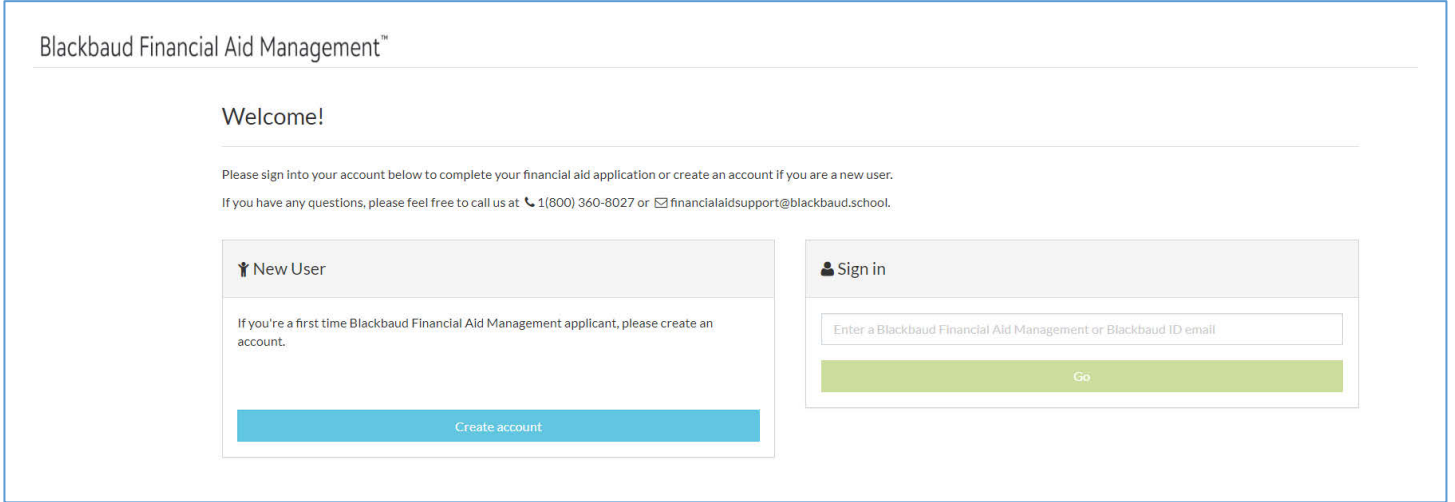 Blackbaud Financial Aid Management™
Welcome!
Please sign into your account below to complete your financial aid application or create an account if you are a new user.
If you have any questions, please feel free to call us at 1(800) 360-8027 or financialaidsupport@blackbaud.school.
New User
If you're a first time Blackbaud Financial Aid Management applicant, please create an
account.
Create account
Sign in
Enter a Blackbaud Financial Aid Management or Blackbaud ID email
Go